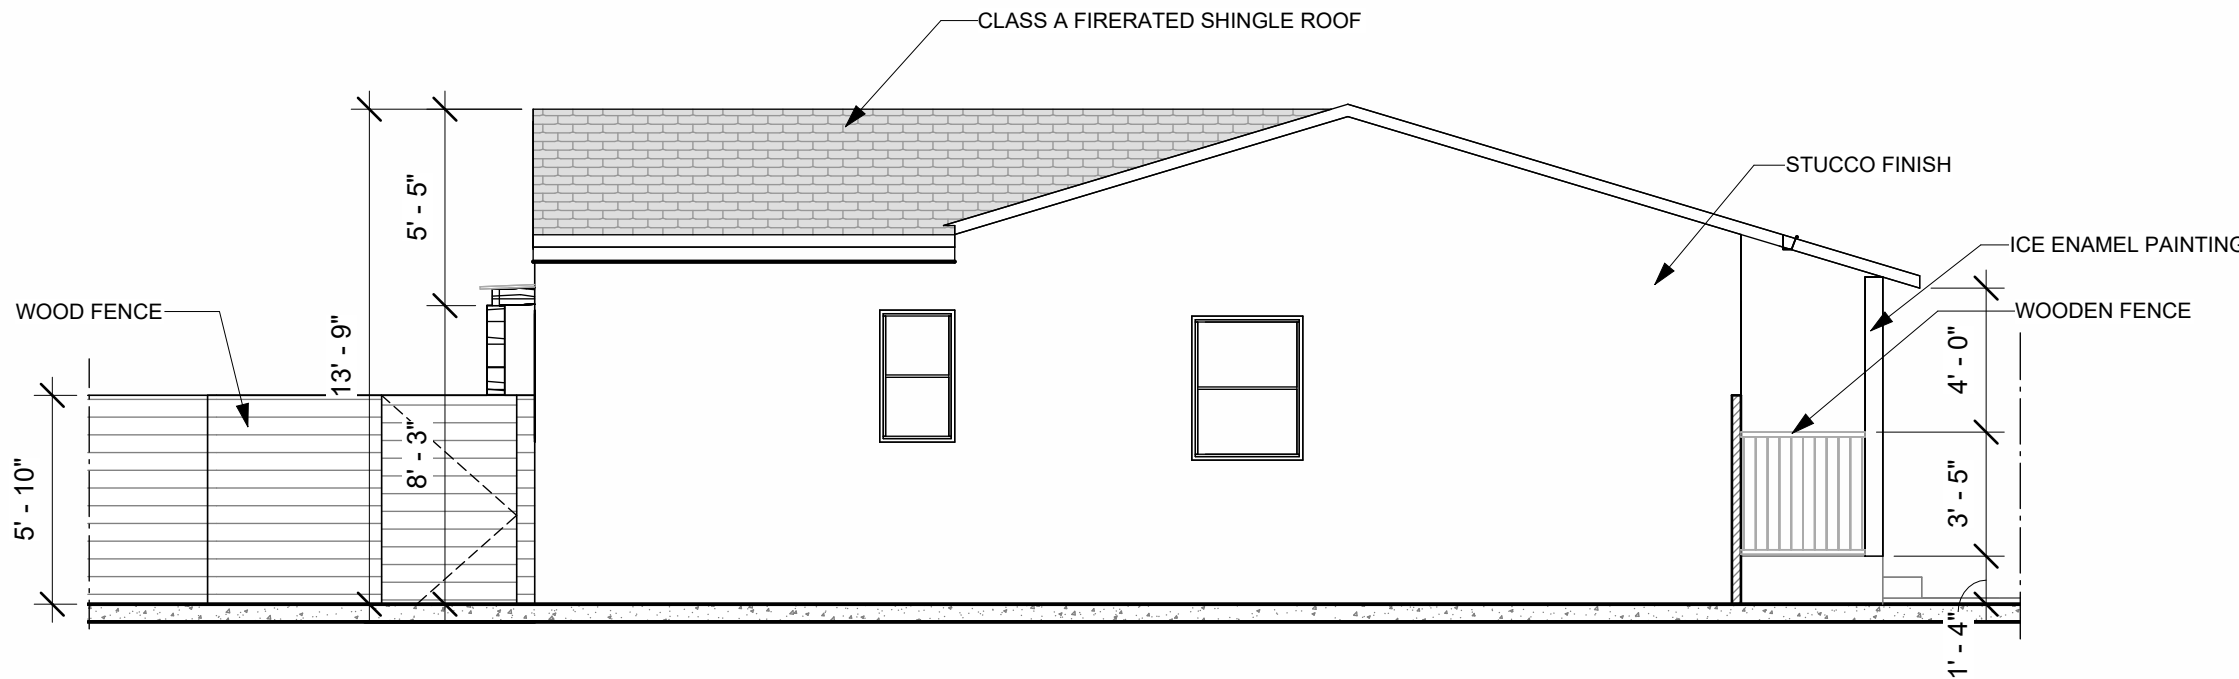 CLASS A FIRERATED SHINGLE ROOF
STUCCO FINISH
ICE ENAMEL PAINTING
WOOD FENCE
WOODEN FENCE
5' - 5"
13' - 9"
8' - 3"
5' - 10"
4' - 0"
3' - 5"
1' - 4"